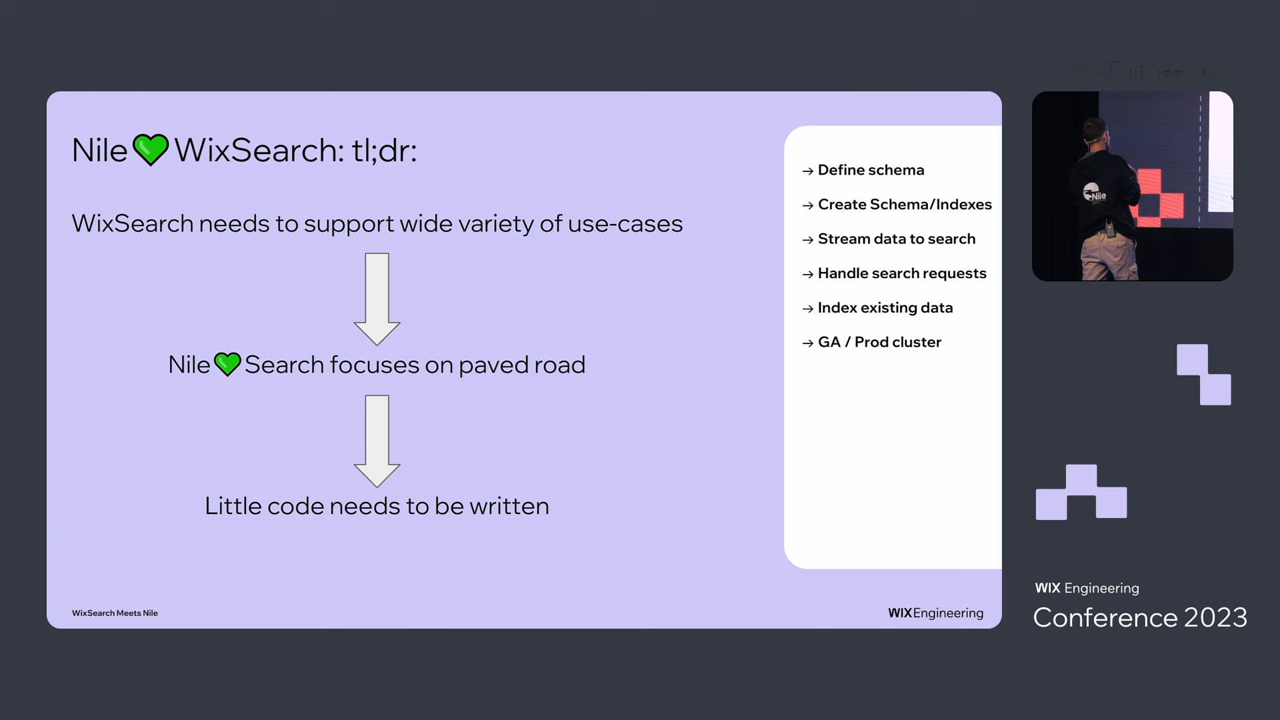 Nile💚WixSearch: tl;dr:
WixSearch needs to support wide variety of use-cases
Nile💚Search focuses on paved road
Little code needs to be written
→ Define schema
→ Create Schema/Indexes
→ Stream data to search
→ Handle search requests
→ Index existing data
→ GA / Prod cluster
WixSearch Meets Nile
WIXEngineering
Nile
WIX Engineering
Conference 2023